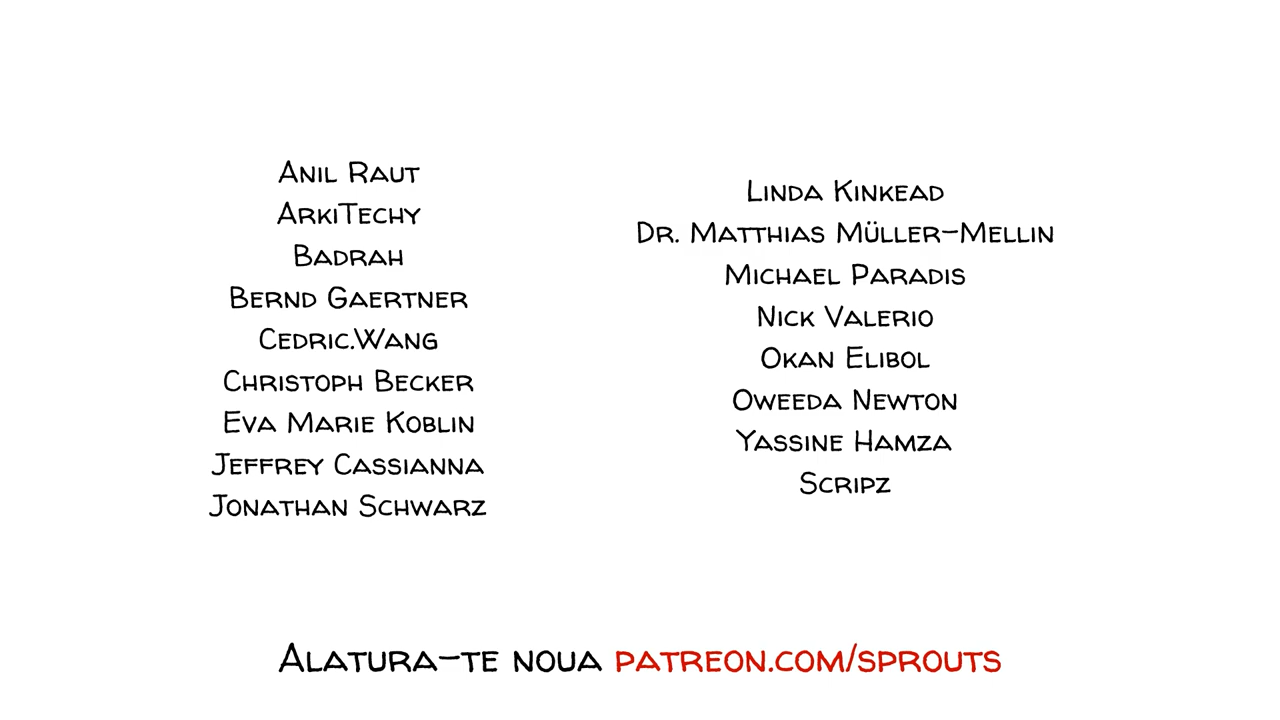 Anil Raut
ArkiTechy
Badrah
Bernd Gaertner
Cedric.Wang
Christoph Becker
Eva Marie Koblin
Jeffrey Cassianna
Jonathan Schwarz
Linda Kinkead
Dr. Matthias Müller-Mellin
Michael Paradis
Nick Valerio
Okan Elibol
Oweeda Newton
Yassine Hamza
Scripz
Alatura-te noua patreon.com/sprouts